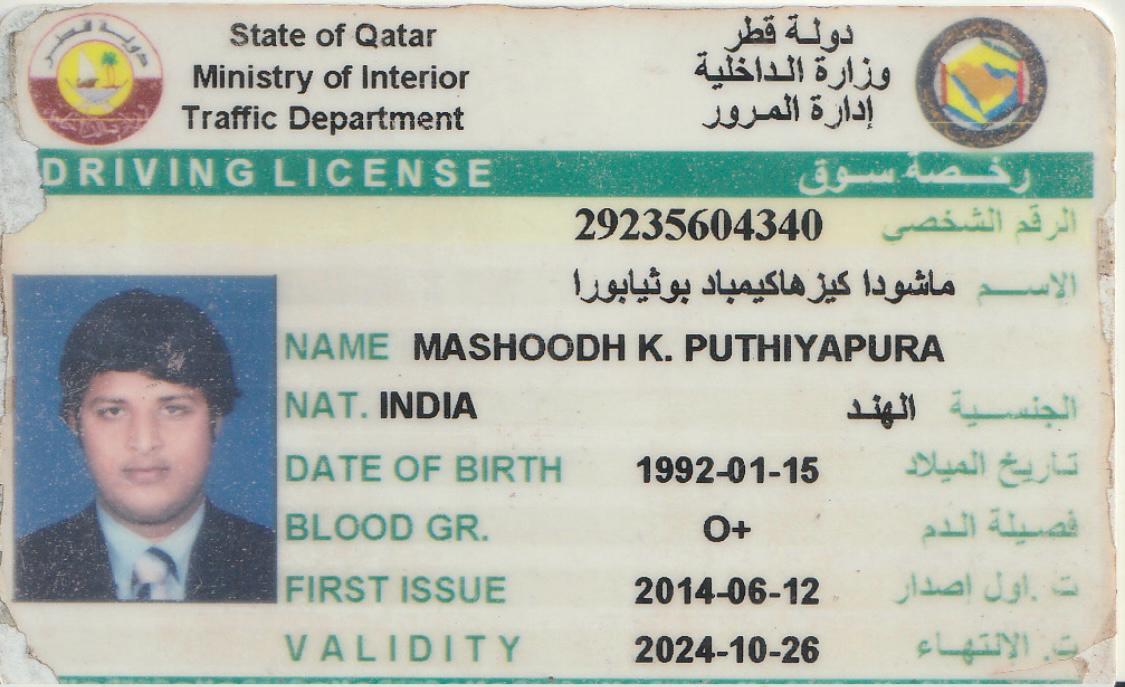 State of Qatar
Ministry of Interior
Traffic Department
دولة قطر
وزارة الداخلية
إدارة المرور
دولة قطر
DRIVING LICENSE رخصة سوق
29235604340 الرقم الشخصي
الاسم ماشودا كيزهاكيمباد بوثيابورا
NAME MASHOODH K. PUTHIYAPURA
NAT. INDIA الهند الجنسية
DATE OF BIRTH 1992-01-15 تاريخ الميلاد
BLOOD GR. O+ فصيلة الدم
FIRST ISSUE 2014-06-12 ت .اول إصدار
VALIDITY 2024-10-26 ت. الانتهاء